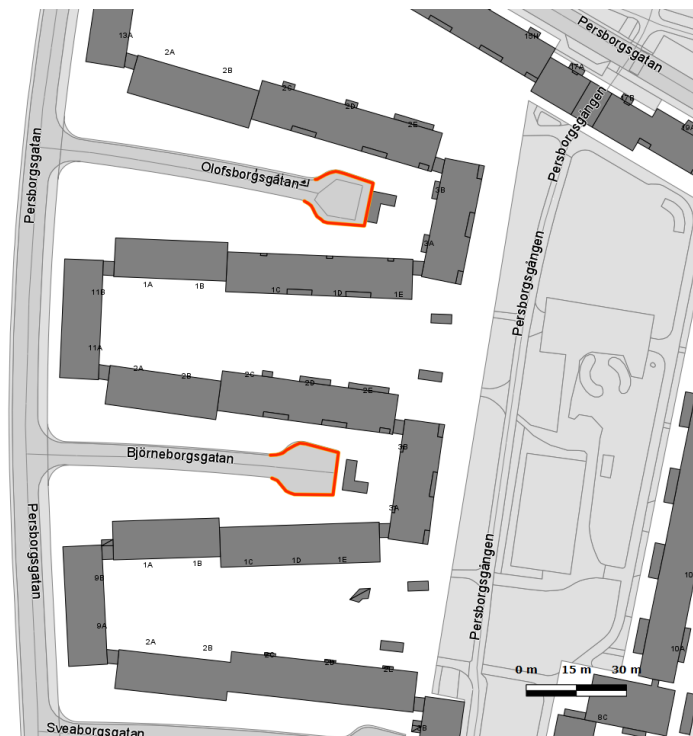 13A
2A
2B
2C
2D
2E
15H
17A
17B
Persborgsgatan
Persborgsgången
Persborgsgatan
Olofsborgsgatan
3B
3A
Persborgsgången
1A
1B
1C
1D
1E
11B
11A
2A
2B
2C
2D
2E
3B
Björneborgsgatan
3A
Persborgsgatan
Persborgsgången
1A
1B
1C
1D
1E
9B
9A
2A
2B
2C
2D
2E
10A
0 m 15 m 30 m
8C
Sveaborgsgatan